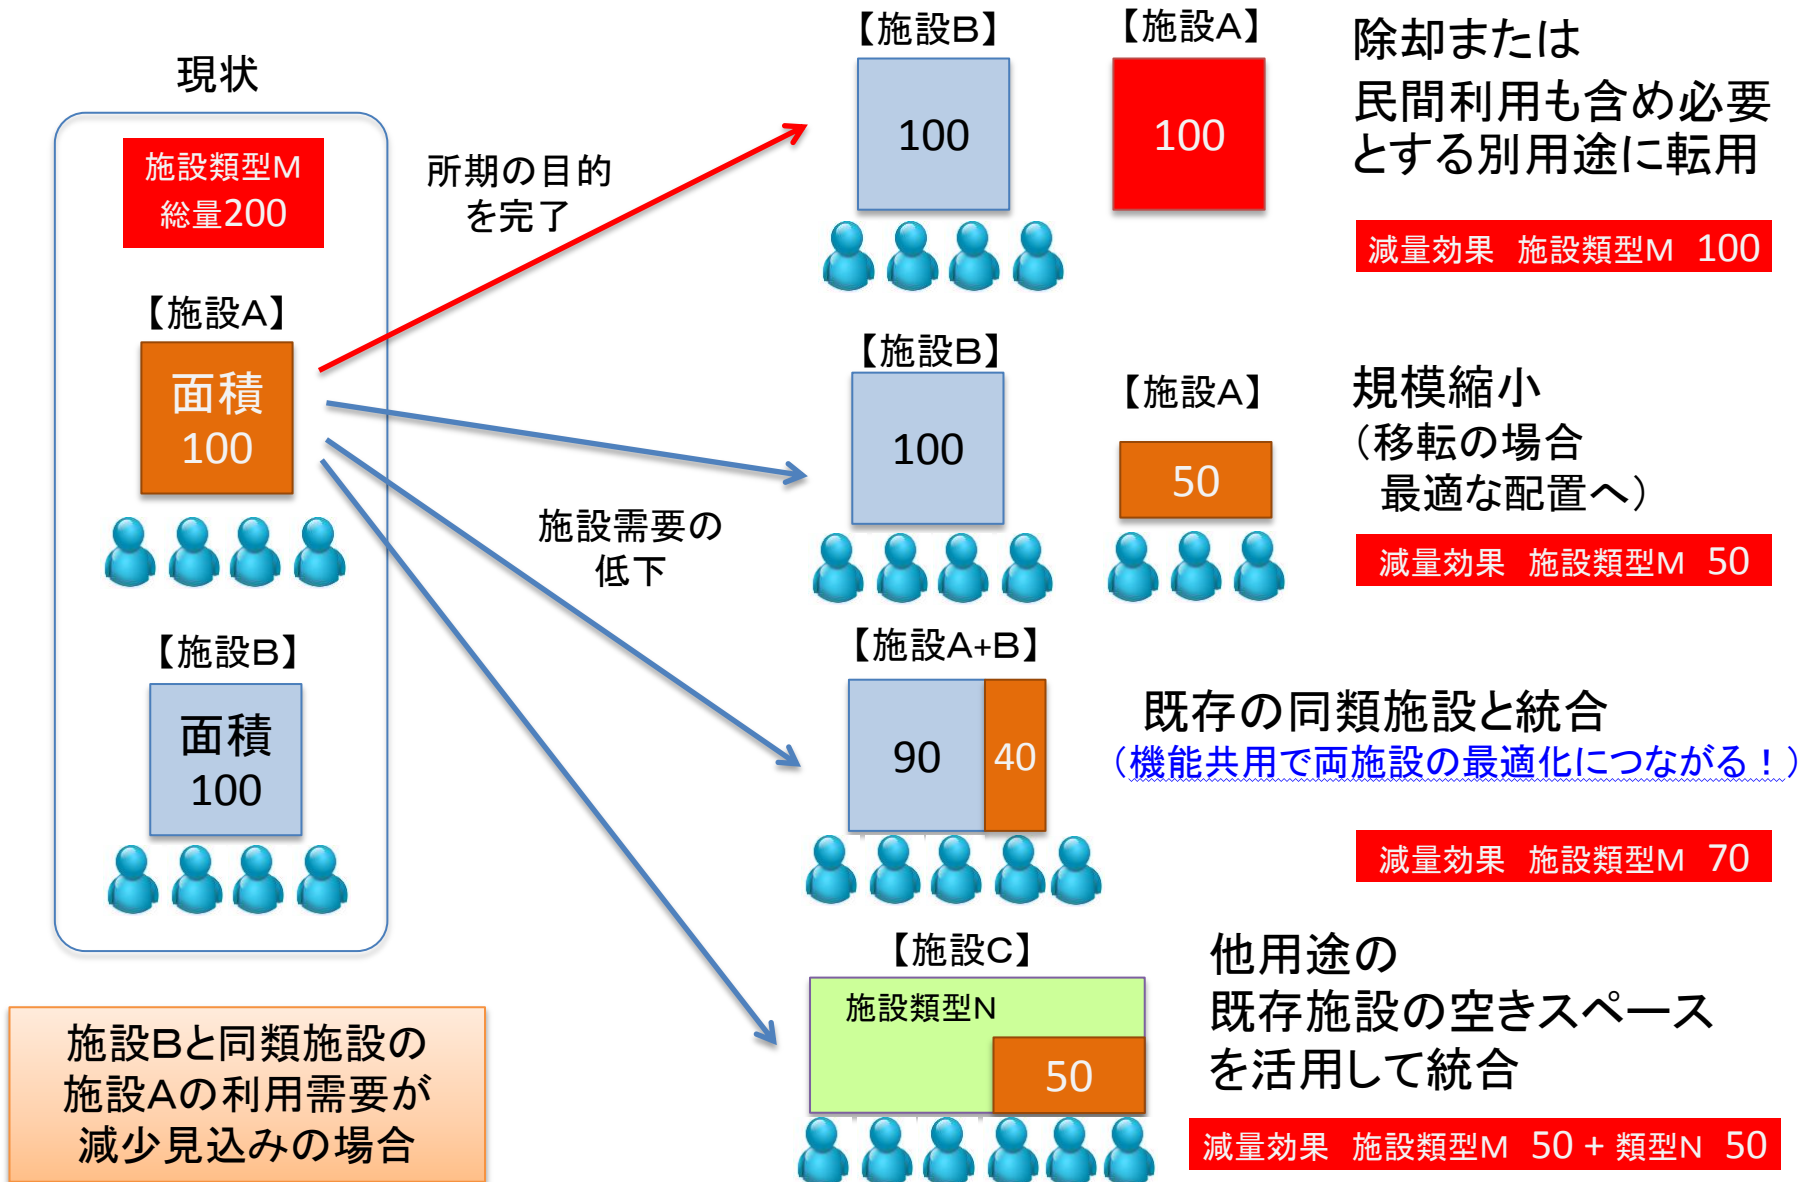 現状
施設類型M
総量200
【施設A】
面積
100
【施設B】
面積
100
施設Bと同類施設の
施設Aの利用需要が
減少見込みの場合
所期の目的
を完了
施設需要の
低下
【施設B】
100
【施設A】
100
除却または
民間利用も含め必要
とする別用途に転用
減量効果　施設類型M　100
【施設B】
100
【施設A】
50
規模縮小
（移転の場合
最適な配置へ）
減量効果　施設類型M　50
【施設A+B】
90
40
既存の同類施設と統合
（機能共用で両施設の最適化につながる！）
減量効果　施設類型M　70
【施設C】
施設類型N
50
他用途の
既存施設の空きスペース
を活用して統合
減量効果　施設類型M　50 + 類型N　50